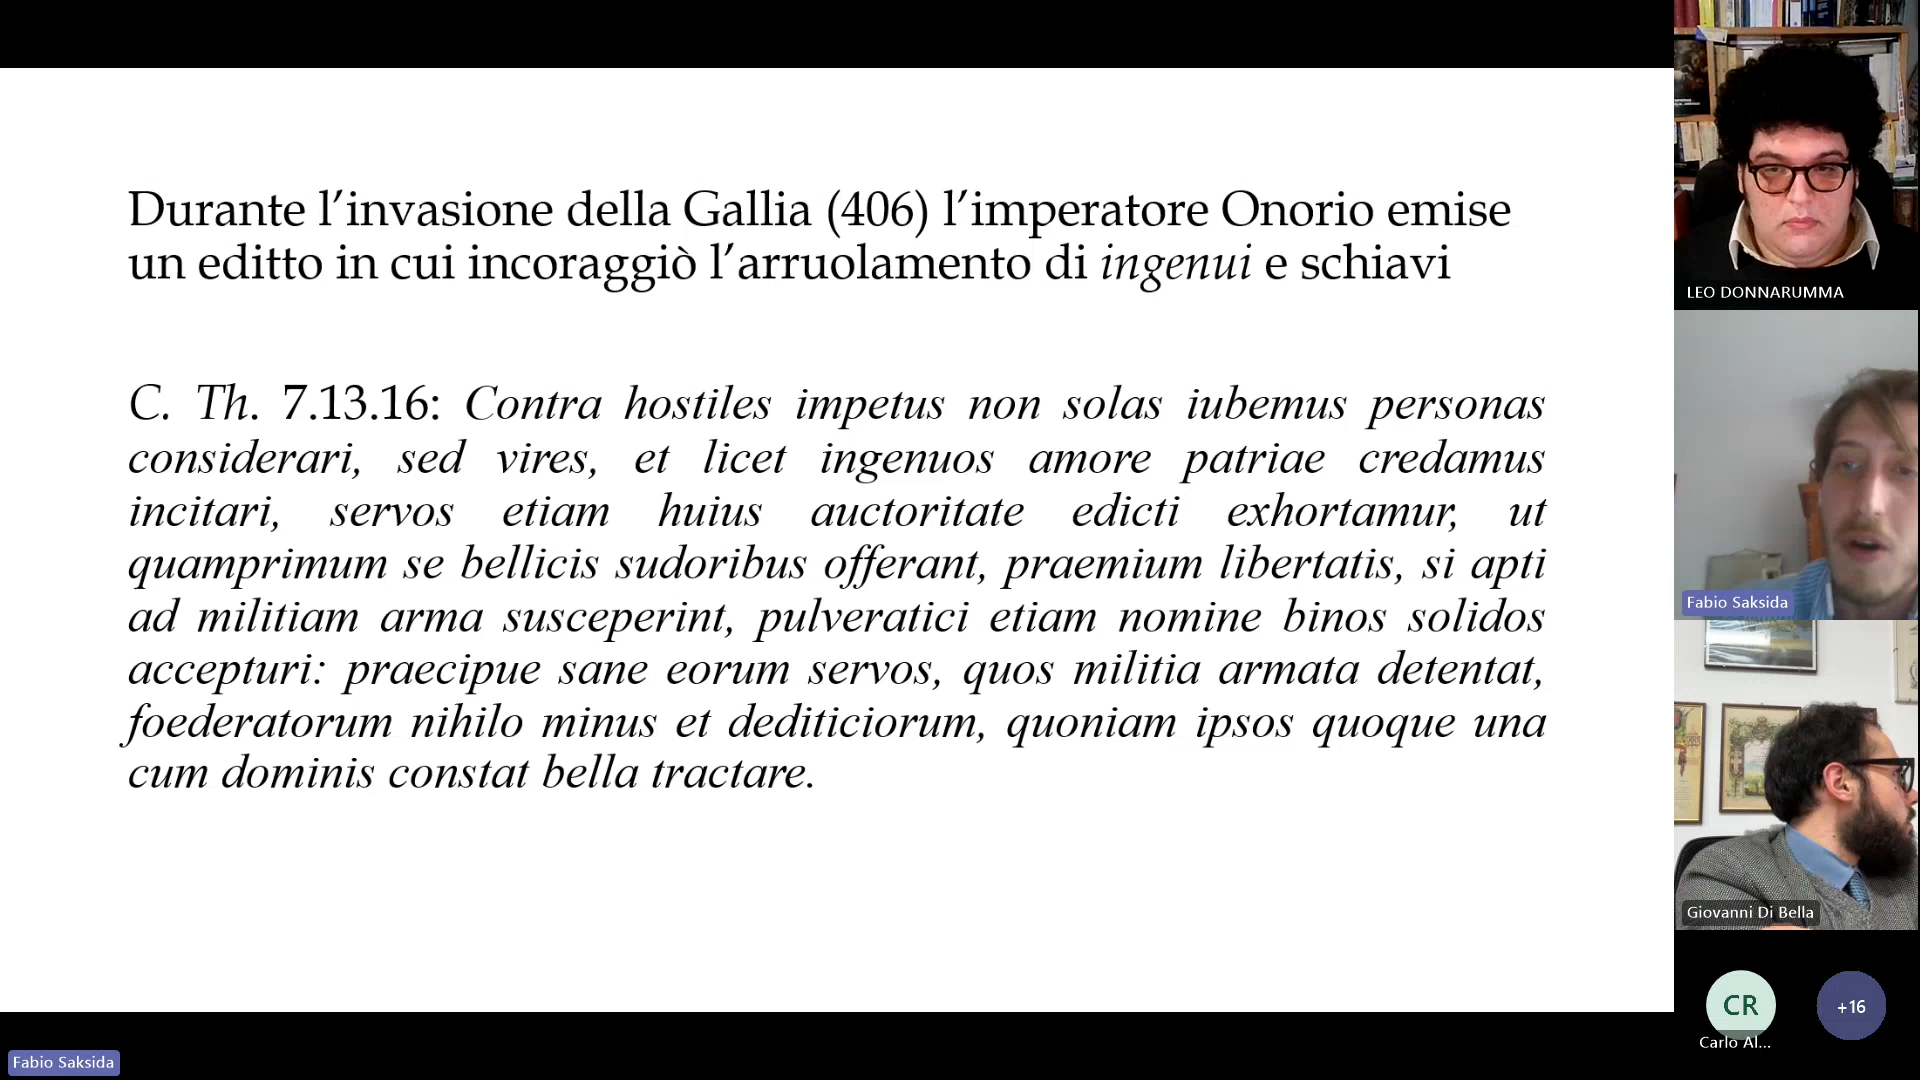 Durante l’invasione della Gallia (406) l’imperatore Onorio emise
un editto in cui incoraggiò l’arruolamento di ingenui e schiavi
C. Th. 7.13.16: Contra hostiles impetus non solas iubemus personas
considerari, sed vires, et licet ingenuos amore patriae credamus
incitari, servos etiam huius auctoritate edicti exhortamur, ut
quamprimum se bellicis sudoribus offerant, praemium libertatis, si apti
ad militiam arma susceperint, pulveratici etiam nomine binos solidos
accepturi: praecipue sane eorum servos, quos militia armata detentat,
foederatorum nihilo minus et dediticiorum, quoniam ipsos quoque una
cum dominis constat bella tractare.
LEO DONNARUMMA
Fabio Saksida
Giovanni Di Bella
CR
+16
Carlo Al...
Fabio Saksida